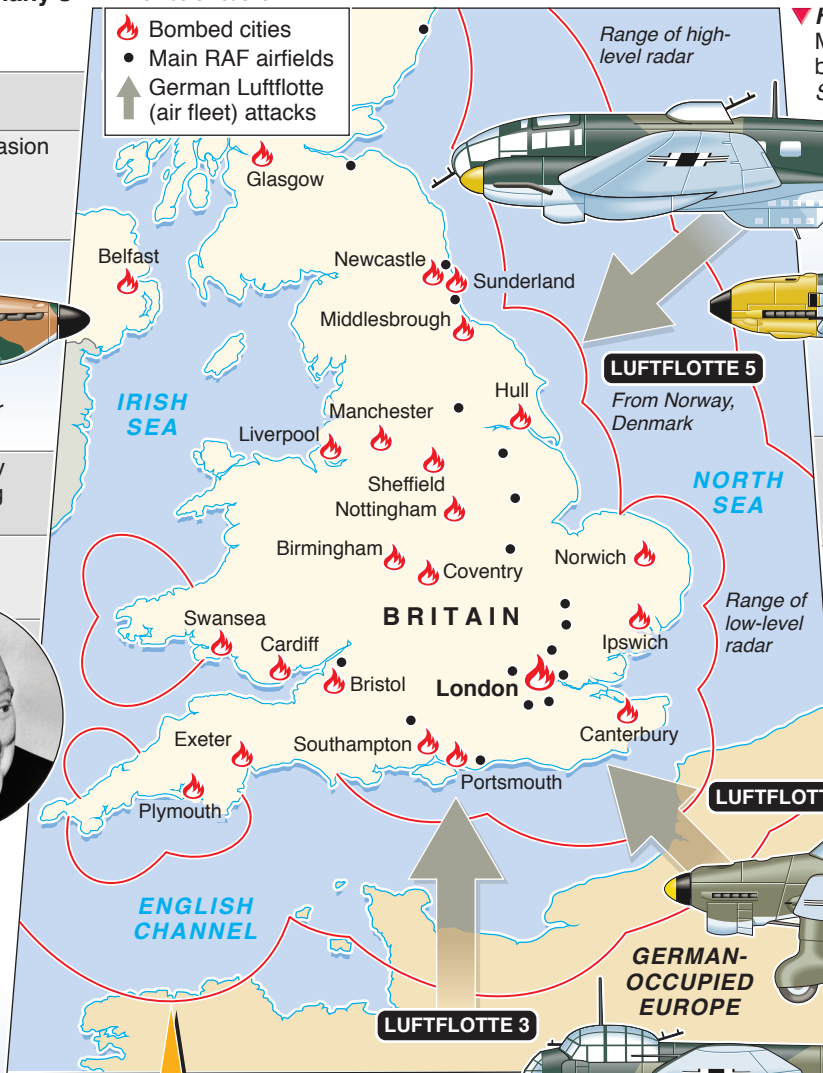 Bombed cities
Main RAF airfields
German Luftflotte
(air fleet) attacks
Range of high-
level radar
Glasgow
Belfast
Newcastle
Sunderland
Middlesbrough
LUFTFLOTTE 5
From Norway,
Denmark
Hull
IRISH
SEA
Manchester
Liverpool
Sheffield
Nottingham
NORTH
SEA
Birmingham
Coventry
Norwich
BRITAIN
Range of
low-level
radar
Swansea
Cardiff
Ipswich
Bristol
London
Canterbury
Exeter
Southampton
Portsmouth
Plymouth
LUFTFLOTT
ENGLISH
CHANNEL
GERMAN-
OCCUPIED
EUROPE
LUFTFLOTTE 3
asion